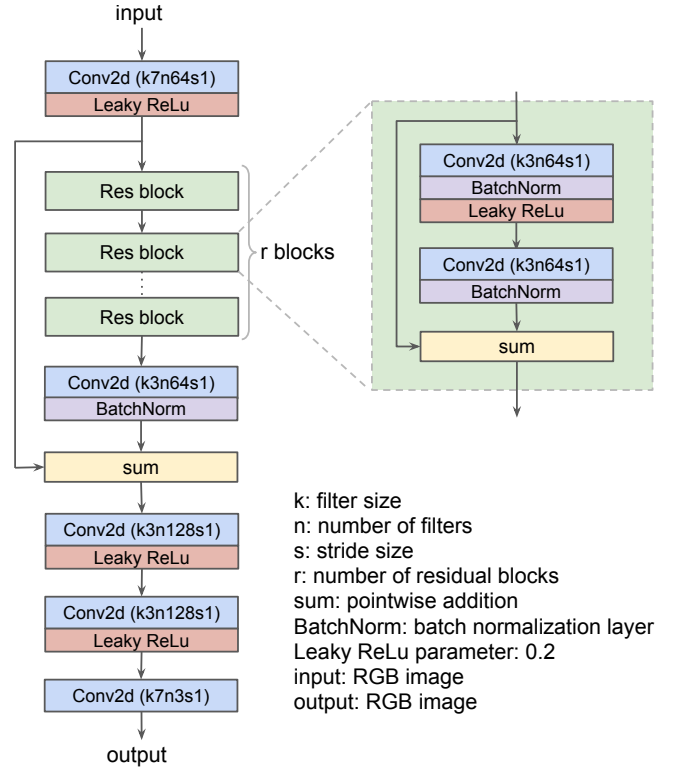 input
Conv2d (k7n64s1)
Leaky ReLu
Res block
Res block
Res block
r blocks
Conv2d (k3n64s1)
BatchNorm
sum
Conv2d (k3n128s1)
Leaky ReLu
Conv2d (k3n128s1)
Leaky ReLu
Conv2d (k7n3s1)
output
Conv2d (k3n64s1)
BatchNorm
Leaky ReLu
Conv2d (k3n64s1)
BatchNorm
sum
k: filter size
n: number of filters
s: stride size
r: number of residual blocks
sum: pointwise addition
BatchNorm: batch normalization layer
Leaky ReLu parameter: 0.2
input: RGB image
output: RGB image